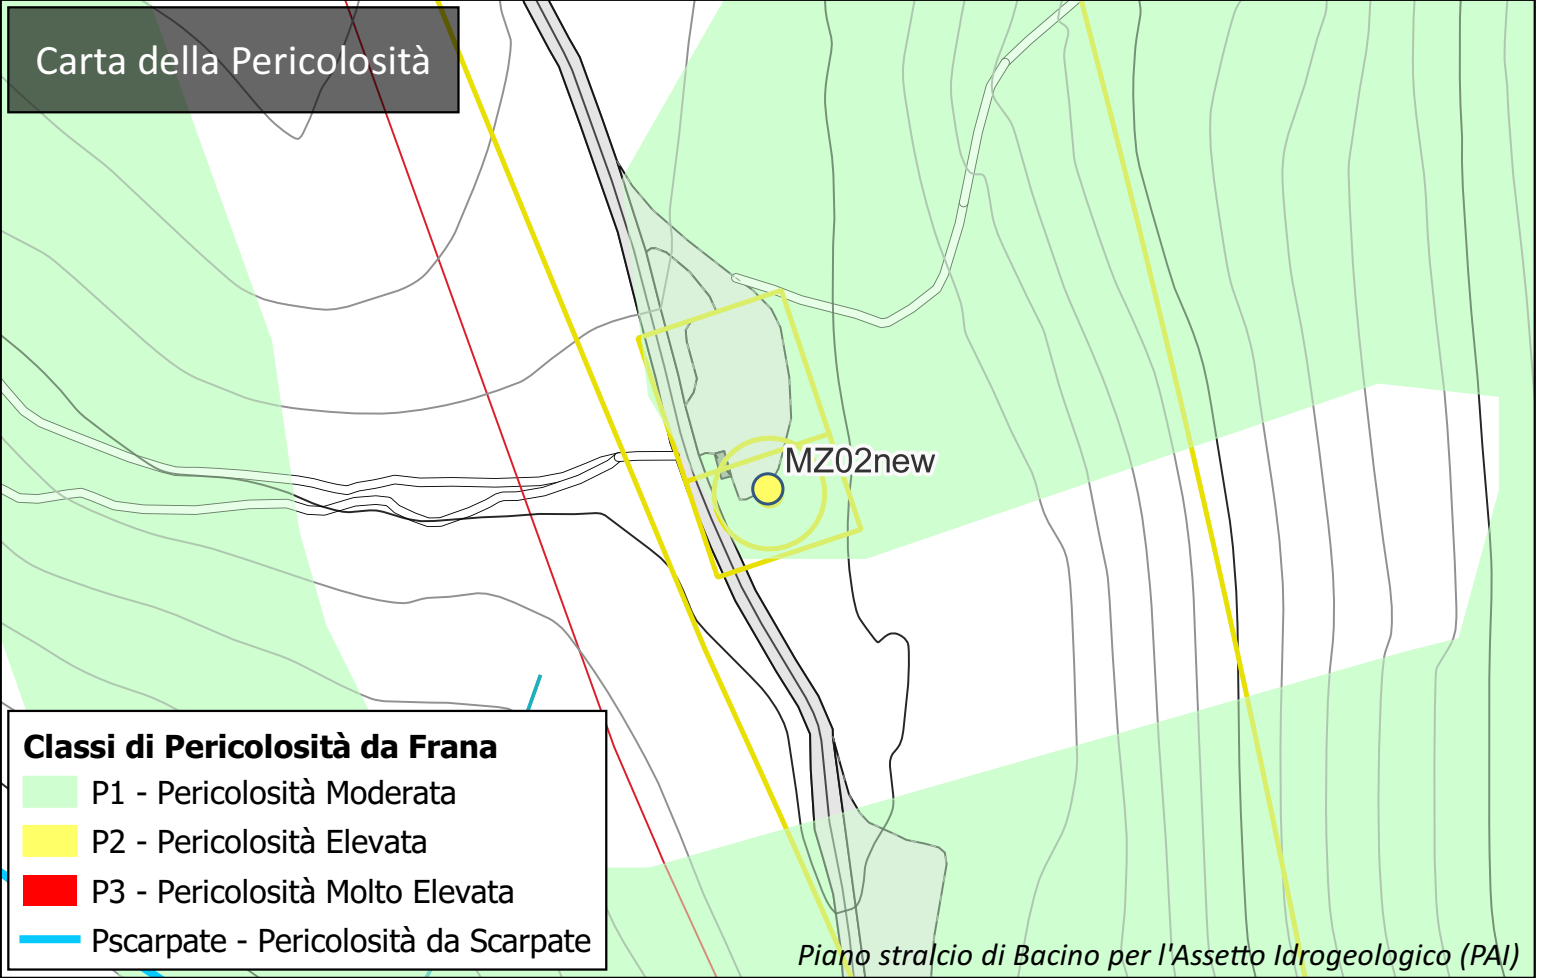 Carta della Pericolosità
MZ02new
Classi di Pericolosità da Frana
P1 - Pericolosità Moderata
P2 - Pericolosità Elevata
P3 - Pericolosità Molto Elevata
Pscarpate - Pericolosità da Scarpate
Piano stralcio di Bacino per l'Assetto Idrogeologico (PAI)